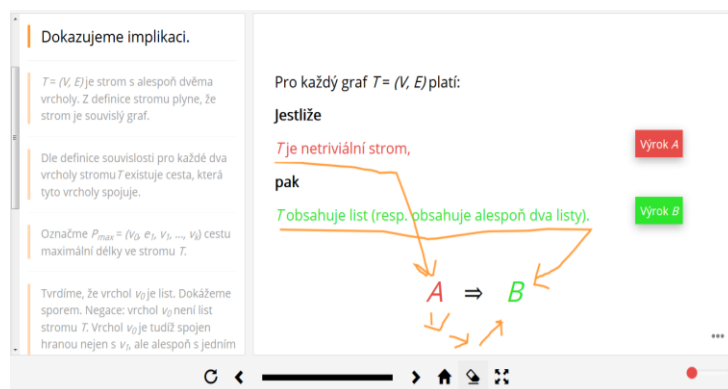 Dokazujeme implikaci.
T = (V, E) je strom s alespoň dvěma
vrcholy. Z definice stromu plyne, že
strom je souvislý graf.
Dle definice souvislosti pro každé dva
vrcholy stromu T existuje cesta, která
tyto vrcholy spojuje.
Označme Pmax = (v0, e1, v1, ..., vk) cestu
maximální délky ve stromu T.
Tvrdíme, že vrchol v0 je list. Dokážeme
sporem. Negace: vrchol v0 není list
stromu T. Vrchol v0 je tudíž spojen
hranou nejen s v1, ale alespoň s jedním
Pro každý graf T = (V, E) platí:
Jestliže
T je netriviální strom,
Výrok A
pak
T obsahuje list (resp. obsahuje alespoň dva listy).
Výrok B
A ⇒ B